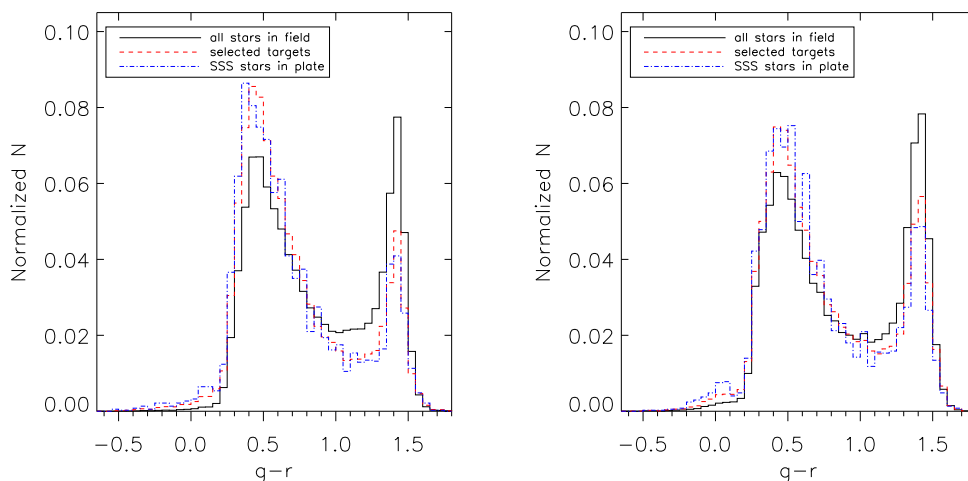 all stars in field
selected targets
SSS stars in plate
0.10
0.08
0.06
0.04
0.02
0.00
Normalized N
−0.5 0.0 0.5 1.0 1.5
g−r
all stars in field
selected targets
SSS stars in plate
0.10
0.08
0.06
0.04
0.02
0.00
Normalized N
−0.5 0.0 0.5 1.0 1.5
g−r